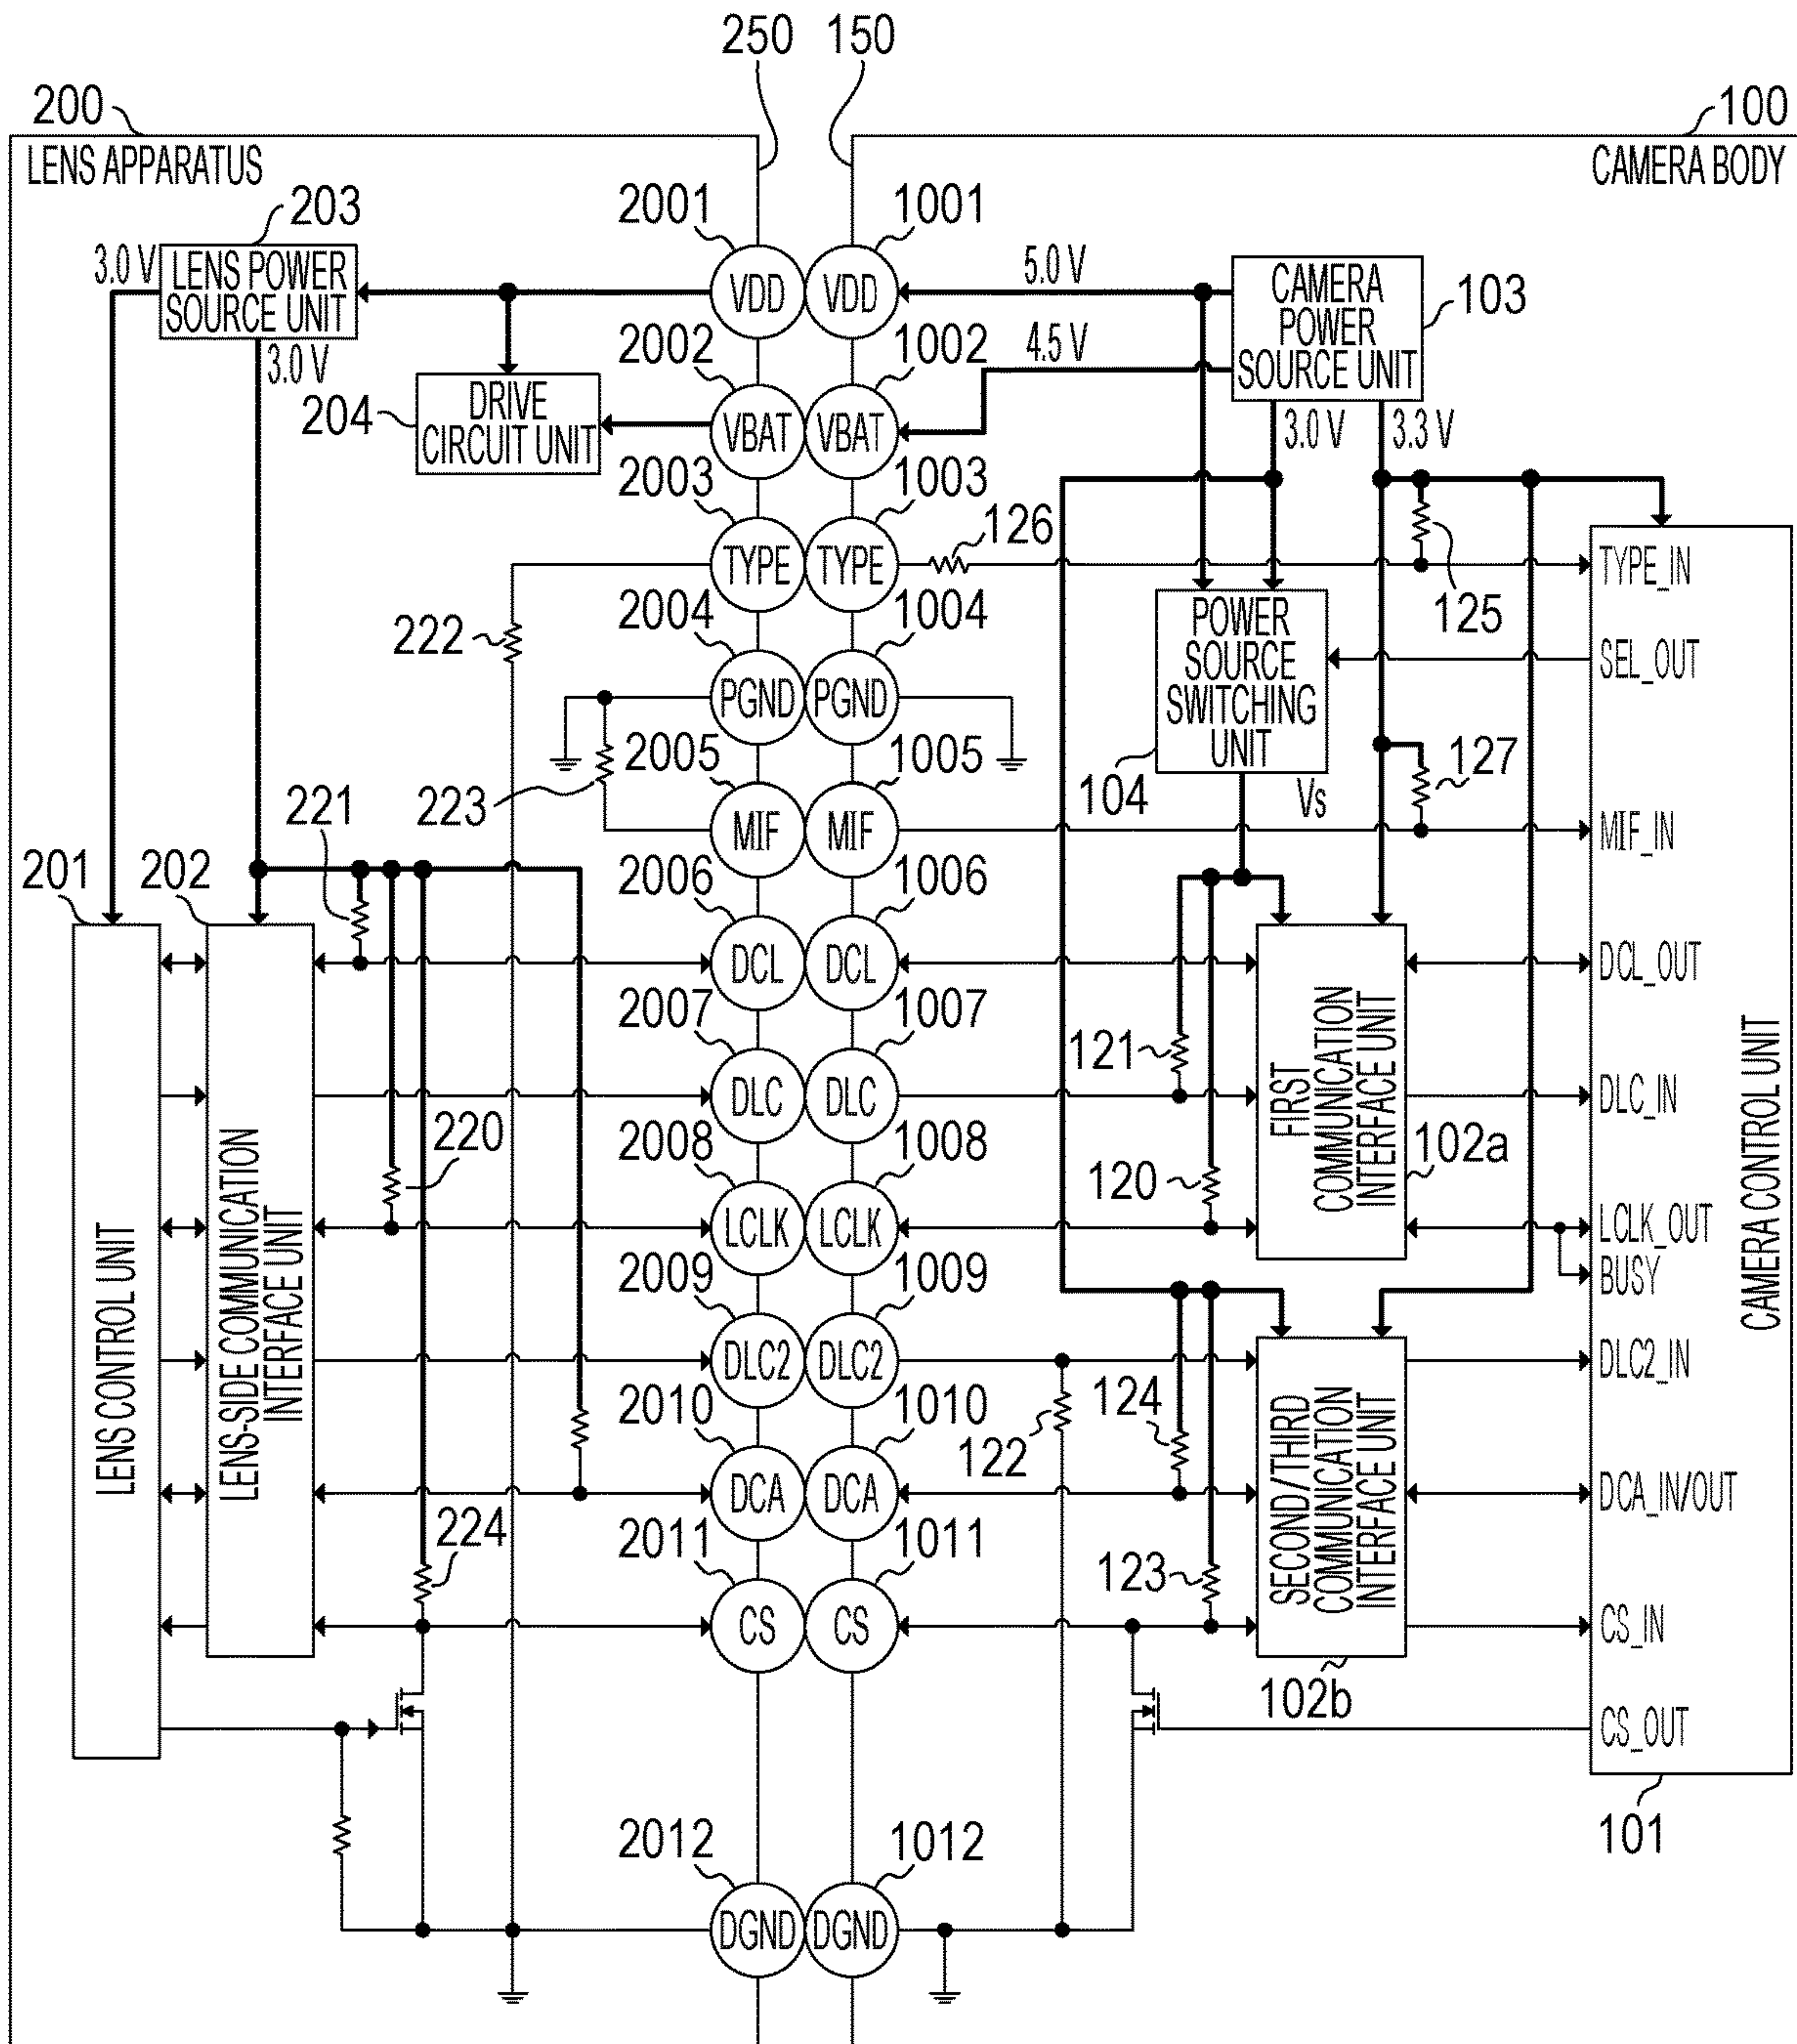 250
150
200
100
LENS APPARATUS
CAMERA BODY
203
2001
1001
3.0 V
LENS POWER
SOURCE UNIT
VDD
VDD
5.0 V
CAMERA
POWER
SOURCE UNIT
103
3.0 V
2002
1002
4.5 V
204
DRIVE
CIRCUIT UNIT
VBAT
VBAT
3.0 V
3.3 V
2003
1003
126
TYPE
TYPE
TYPE_IN
125
222
2004
1004
POWER
SOURCE
SWITCHING
UNIT
SEL_OUT
PGND
PGND
2005
1005
104
Vs
127
223
221
MIF
MIF
MIF_IN
201
202
2006
1006
DCL
DCL
DCL_OUT
2007
1007
121
FIRST
COMMUNICATION
INTERFACE UNIT
DLC
DLC
DLC_IN
220
2008
1008
102a
120
LCLK
LCLK
LCLK_OUT
BUSY
LENS CONTROL UNIT
LENS-SIDE COMMUNICATION
INTERFACE UNIT
CAMERA CONTROL UNIT
2009
1009
DLC2
DLC2
DLC2_IN
2010
1010
122
124
SECOND/THIRD
COMMUNICATION
INTERFACE UNIT
DCA
DCA
DCA_IN/OUT
224
2011
1011
123
CS
CS
CS_IN
102b
CS_OUT
101
2012
1012
DGND
DGND